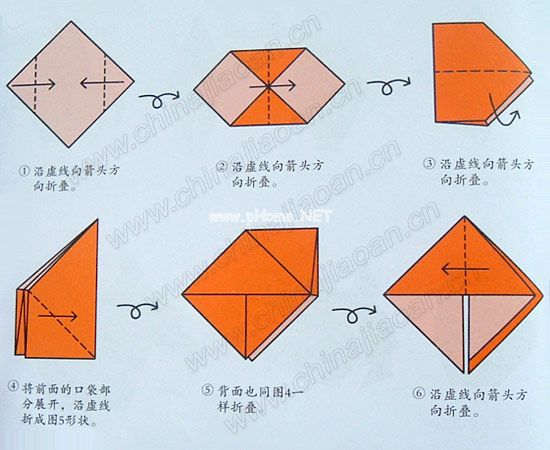 ① 沿虚线向箭头方
向折叠。
② 沿虚线向箭头方
向折叠。
③ 沿虚线向箭头方
向折叠。
www.pHome.NET
④ 将前面的口袋部
分展开，沿虚线
折成图5形状。
⑤ 背面也同图4一
样折叠。
⑥ 沿虚线向箭头方
向折叠。
www.chinajiaoan.cn
www.chinajiaoan.cn
www.chinajiaoan.cn